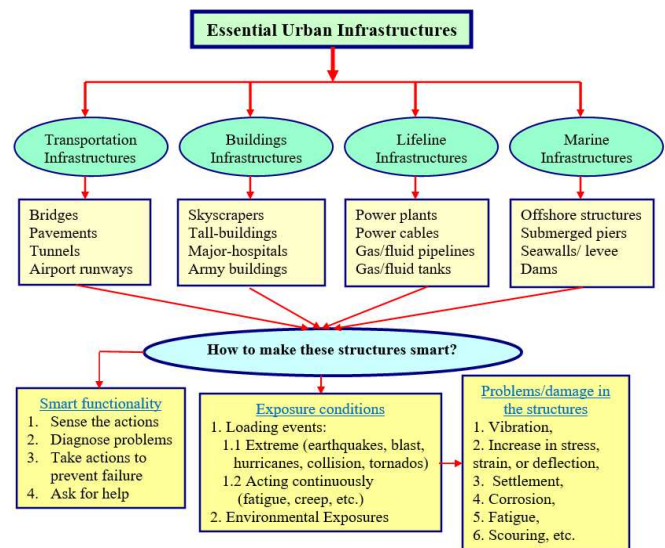 Essential Urban Infrastructures
Transportation
Infrastructures
Buildings
Infrastructures
Lifeline
Infrastructures
Marine
Infrastructures
Bridges
Pavements
Tunnels
Airport runways
Skyscrapers
Tall-buildings
Major-hospitals
Army buildings
Power plants
Power cables
Gas/fluid pipelines
Gas/fluid tanks
Offshore structures
Submerged piers
Seawalls/ levee
Dams
How to make these structures smart?
Smart functionality
1. Sense the actions
2. Diagnose problems
3. Take actions to
prevent failure
4. Ask for help
Exposure conditions
1. Loading events:
1.1 Extreme (earthquakes, blast,
hurricanes, collision, tornados)
1.2 Acting continuously
(fatigue, creep, etc.)
2. Environmental Exposures
Problems/damage in
the structures
1. Vibration,
2. Increase in stress,
strain, or deflection,
3. Settlement,
4. Corrosion,
5. Fatigue,
6. Scouring, etc.